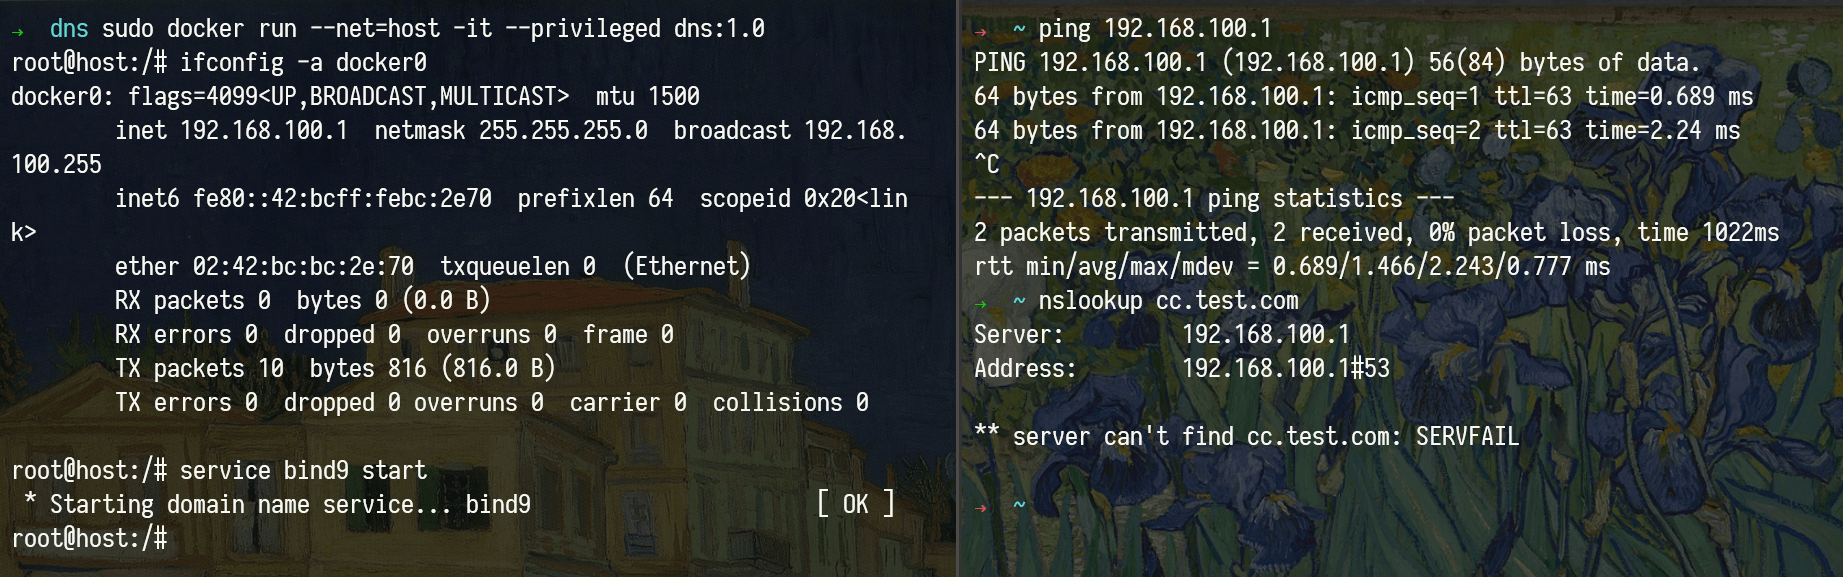 → dns sudo docker run --net=host -it --privileged dns:1.0
root@host:/# ifconfig -a docker0
docker0: flags=4099<UP,BROADCAST,MULTICAST>  mtu 1500
        inet 192.168.100.1  netmask 255.255.255.0  broadcast 192.168.
100.255
        inet6 fe80::42:bcff:febc:2e70  prefixlen 64  scopeid 0x20<lin
k>
        ether 02:42:bc:bc:2e:70  txqueuelen 0  (Ethernet)
        RX packets 0  bytes 0 (0.0 B)
        RX errors 0  dropped 0  overruns 0  frame 0
        TX packets 10  bytes 816 (816.0 B)
        TX errors 0  dropped 0 overruns 0  carrier 0  collisions 0
root@host:/# service bind9 start
 * Starting domain name service... bind9                      [ OK ]
root@host:/#
→ ~ ping 192.168.100.1
PING 192.168.100.1 (192.168.100.1) 56(84) bytes of data.
64 bytes from 192.168.100.1: icmp_seq=1 ttl=63 time=0.689 ms
64 bytes from 192.168.100.1: icmp_seq=2 ttl=63 time=2.24 ms
^C
--- 192.168.100.1 ping statistics ---
2 packets transmitted, 2 received, 0% packet loss, time 1022ms
rtt min/avg/max/mdev = 0.689/1.466/2.243/0.777 ms
→ ~ nslookup cc.test.com
Server:         192.168.100.1
Address:        192.168.100.1#53
** server can't find cc.test.com: SERVFAIL
→ ~